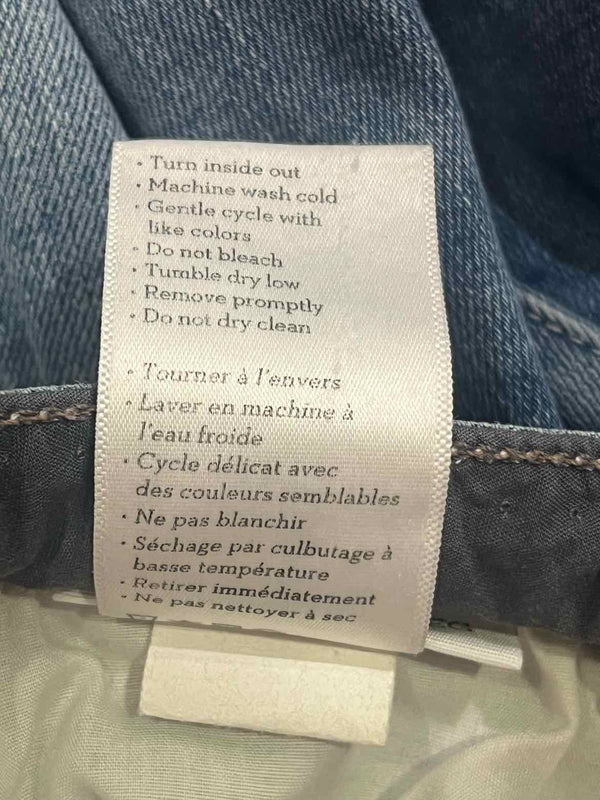 • Turn inside out
• Machine wash cold
• Gentle cycle with
like colors
• Do not bleach
• Tumble dry low
• Remove promptly
• Do not dry clean
• Tourner à l'envers
• Laver en machine à
l'eau froide
• Cycle délicat avec
des couleurs semblables
• Ne pas blanchir
• Séchage par culbutage à
basse température
• Retirer immédiatement
• Ne pas nettoyer à sec